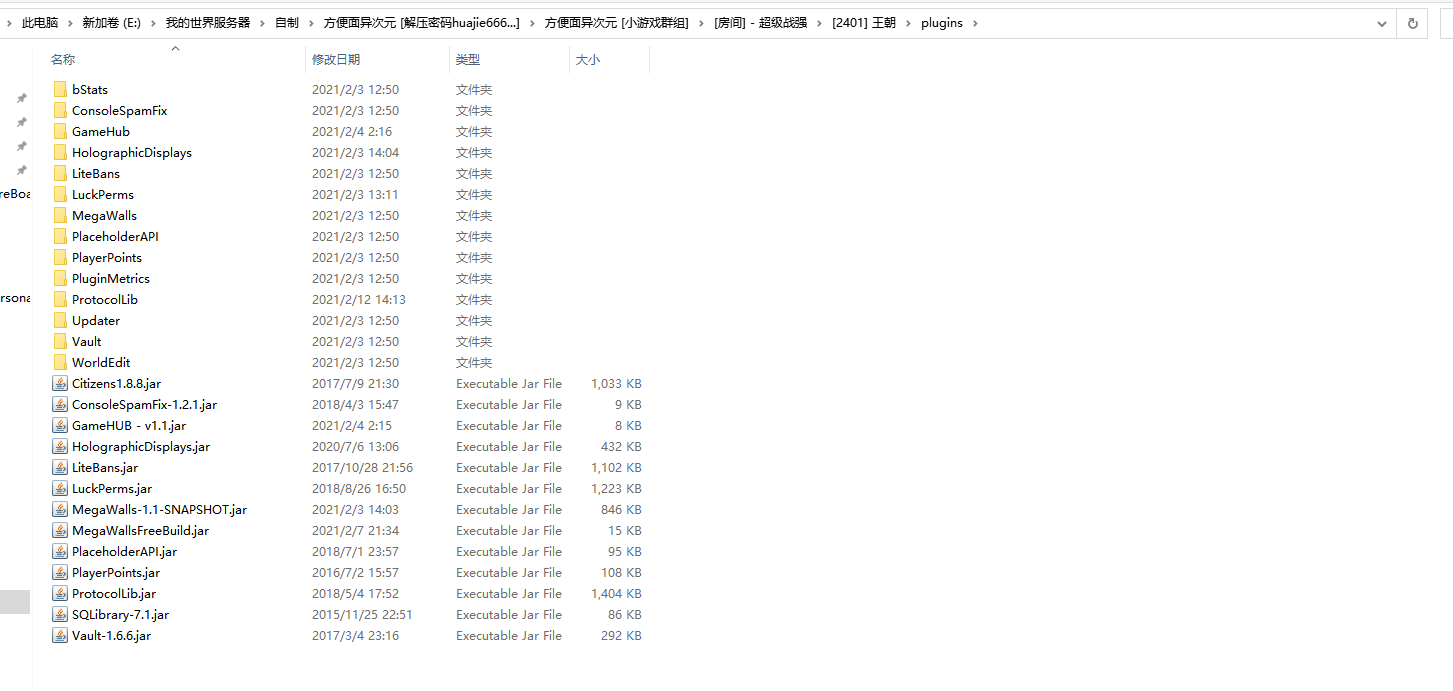 此电脑 › 新加卷 (E:) › 我的世界服务器 › 自制 › 方便面异次元 [解压密码huajie666...] › 方便面异次元 [小游戏群组] › [房间] - 超级战强 › [2401] 王朝 › plugins ›
名称 修改日期 类型 大小
bStats 2021/2/3 12:50 文件夹
ConsoleSpamFix 2021/2/3 12:50 文件夹
GameHub 2021/2/4 2:16 文件夹
HolographicDisplays 2021/2/3 14:04 文件夹
LiteBans 2021/2/3 12:50 文件夹
reBoa
LuckPerms 2021/2/3 13:11 文件夹
MegaWalls 2021/2/3 12:50 文件夹
PlaceholderAPI 2021/2/3 12:50 文件夹
PlayerPoints 2021/2/3 12:50 文件夹
PluginMetrics 2021/2/3 12:50 文件夹
rsona
ProtocolLib 2021/2/12 14:13 文件夹
Updater 2021/2/3 12:50 文件夹
Vault 2021/2/3 12:50 文件夹
WorldEdit 2021/2/3 12:50 文件夹
Citizens1.8.8.jar 2017/7/9 21:30 Executable Jar File 1,033 KB
ConsoleSpamFix-1.2.1.jar 2018/4/3 15:47 Executable Jar File 9 KB
GameHUB - v1.1.jar 2021/2/4 2:15 Executable Jar File 8 KB
HolographicDisplays.jar 2020/7/6 13:06 Executable Jar File 432 KB
LiteBans.jar 2017/10/28 21:56 Executable Jar File 1,102 KB
LuckPerms.jar 2018/8/26 16:50 Executable Jar File 1,223 KB
MegaWalls-1.1-SNAPSHOT.jar 2021/2/3 14:03 Executable Jar File 846 KB
MegaWallsFreeBuild.jar 2021/2/7 21:34 Executable Jar File 15 KB
PlaceholderAPI.jar 2018/7/1 23:57 Executable Jar File 95 KB
PlayerPoints.jar 2016/7/2 15:57 Executable Jar File 108 KB
ProtocolLib.jar 2018/5/4 17:52 Executable Jar File 1,404 KB
SQLibrary-7.1.jar 2015/11/25 22:51 Executable Jar File 86 KB
Vault-1.6.6.jar 2017/3/4 23:16 Executable Jar File 292 KB